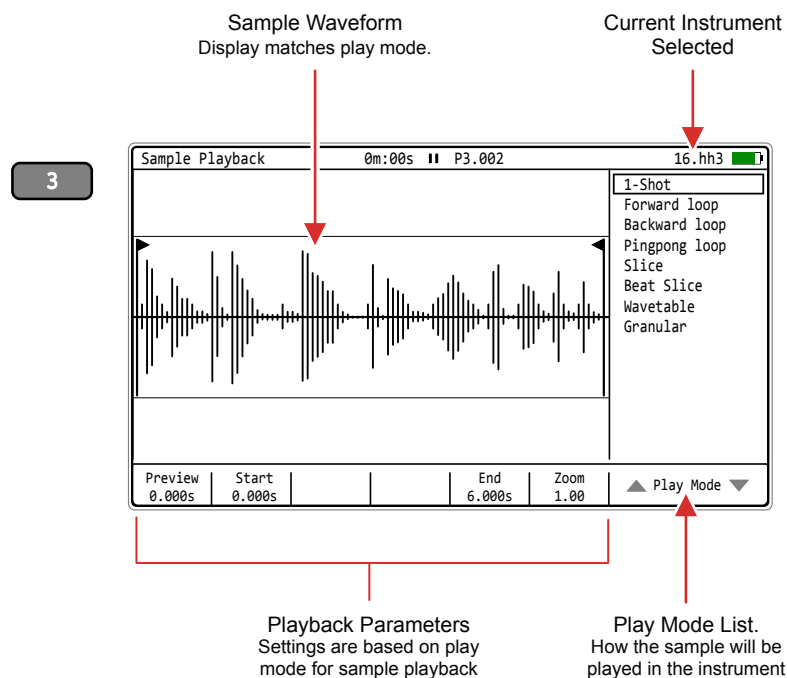 Sample Waveform
Display matches play mode.
Current Instrument
Selected
3
Sample Playback 0m:00s P3.002 16.hh3
1-Shot
Forward loop
Backward loop
Pingpong loop
Slice
Beat Slice
Wavetable
Granular
Preview Start End Zoom
0.000s 0.000s 6.000s 1.00
Play Mode
Playback Parameters
Settings are based on play
mode for sample playback
Play Mode List.
How the sample will be
played in the instrument